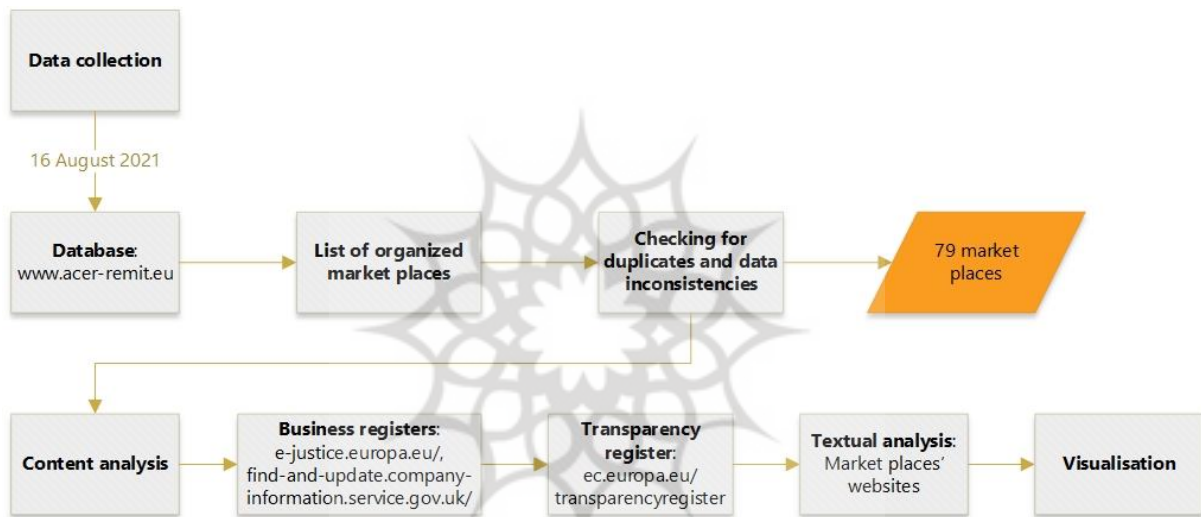 Data collection
16 August 2021
Database:
www.acer-remit.eu
List of organized
market places
Checking for
duplicates and data
inconsistencies
79 market
places
Content analysis
Business registers:
e-justice.europa.eu/,
find-and-update.company-
information.service.gov.uk/
Transparency
register:
ec.europa.eu/
transparencyregister
Textual analysis:
Market places’
websites
Visualisation